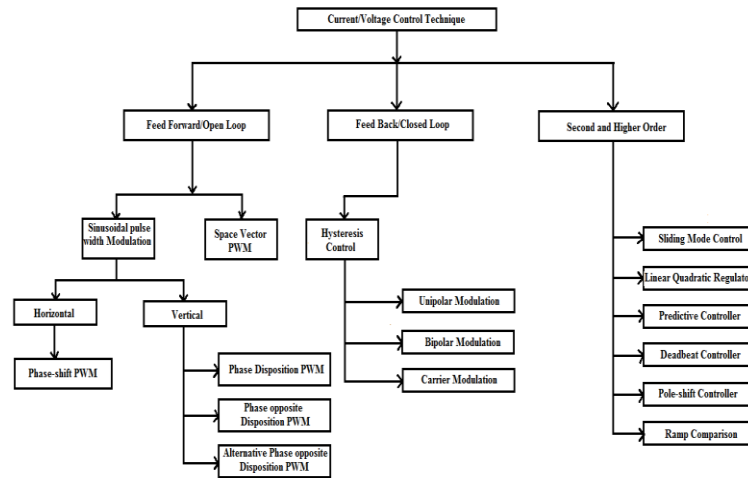 Current/Voltage Control Technique
Feed Forward/Open Loop
Feed Back/Closed Loop
Second and Higher Order
Sinusoidal pulse
width Modulation
Space Vector
PWM
Hysteresis
Control
Sliding Mode Control
Linear Quadratic Regulator
Horizontal
Vertical
Unipolar Modulation
Predictive Controller
Bipolar Modulation
Deadbeat Controller
Phase-shift PWM
Phase Disposition PWM
Carrier Modulation
Pole-shift Controller
Phase opposite
Disposition PWM
Ramp Comparison
Alternative Phase opposite
Disposition PWM